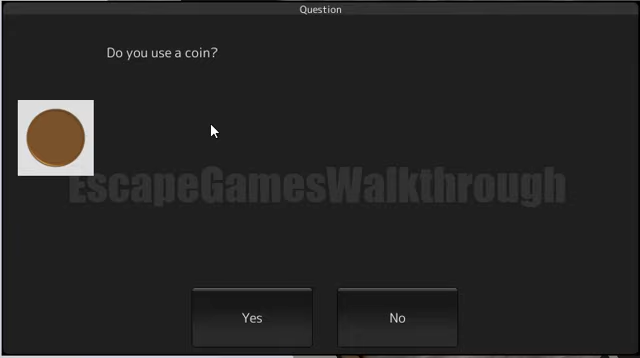 Question
Do you use a coin?
EscapeGamesWalkthrough
Yes
No